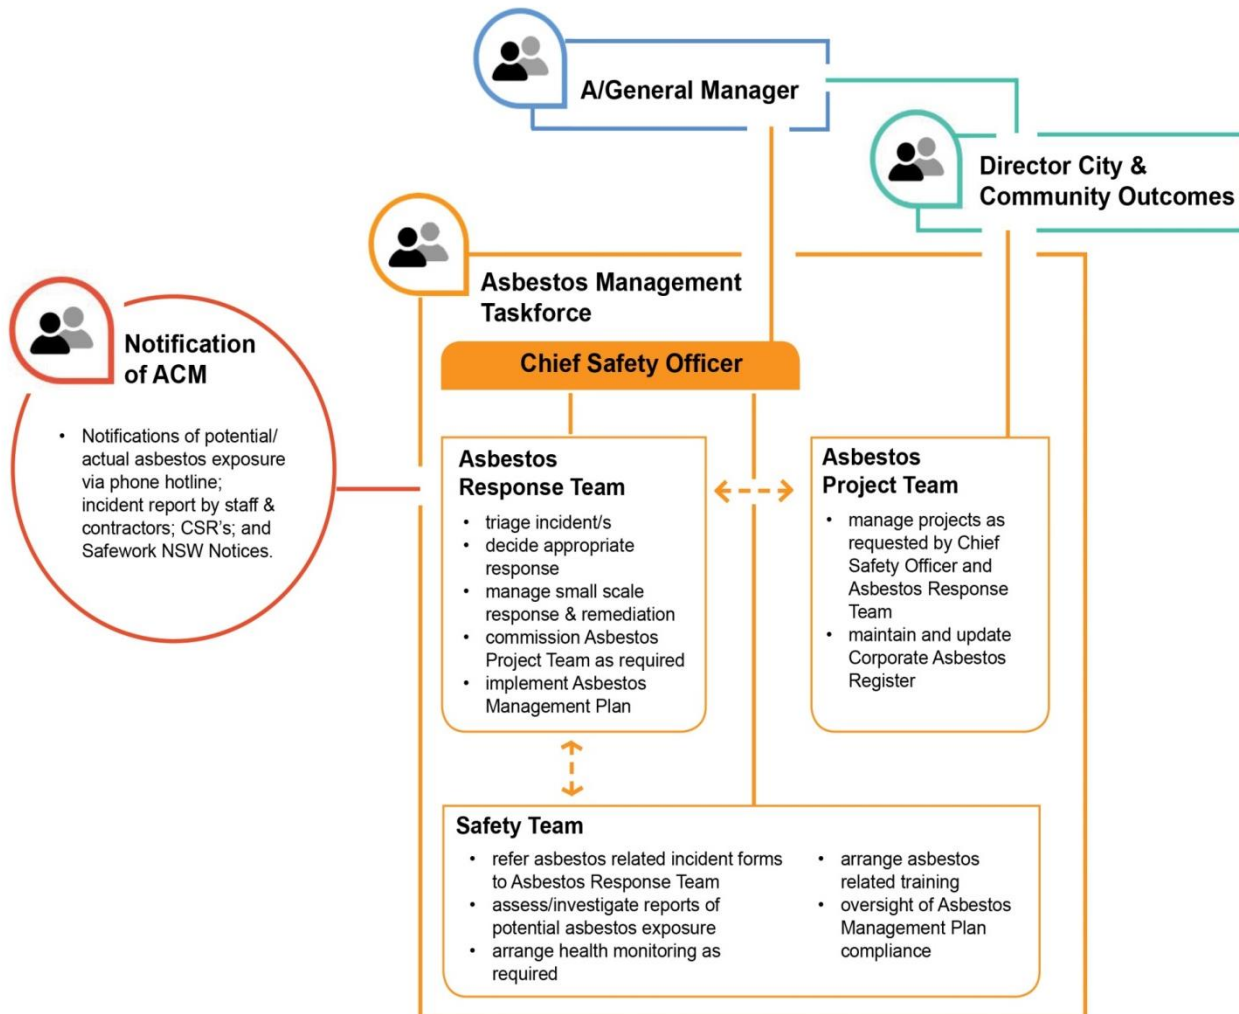 A/General Manager
Director City &
Community Outcomes
Asbestos Management
Taskforce
Notification
of ACM
• Notifications of potential/
actual asbestos exposure
via phone hotline;
incident report by staff &
contractors; CSR's; and
Safework NSW Notices.
Chief Safety Officer
Asbestos
Response Team
• triage incident/s
• decide appropriate
response
• manage small scale
response & remediation
• commission Asbestos
Project Team as required
• implement Asbestos
Management Plan
Asbestos
Project Team
• manage projects as
requested by Chief
Safety Officer and
Asbestos Response
Team
• maintain and update
Corporate Asbestos
Register
Safety Team
• refer asbestos related incident forms
to Asbestos Response Team
• assess/investigate reports of
potential asbestos exposure
• arrange health monitoring as
required
• arrange asbestos
related training
• oversight of Asbestos
Management Plan
compliance